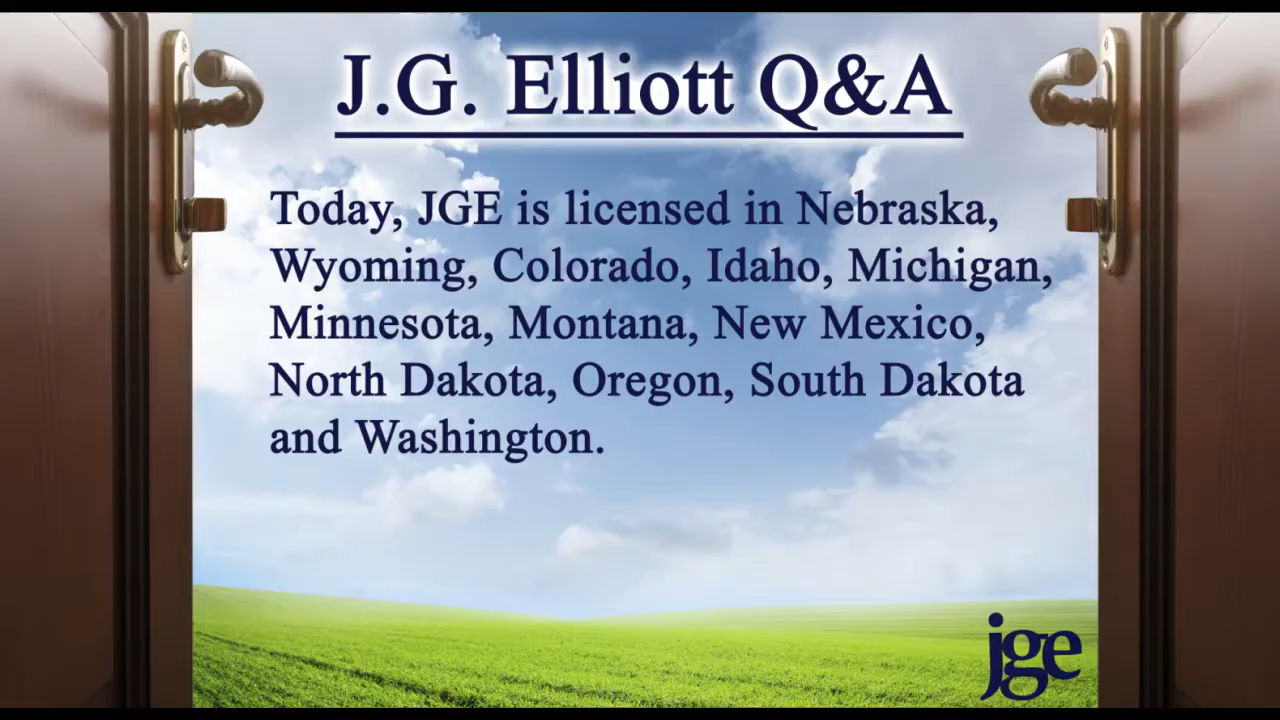 J.G. Elliott Q&A
Today, JGE is licensed in Nebraska,
Wyoming, Colorado, Idaho, Michigan,
Minnesota, Montana, New Mexico,
North Dakota, Oregon, South Dakota
and Washington.
jge